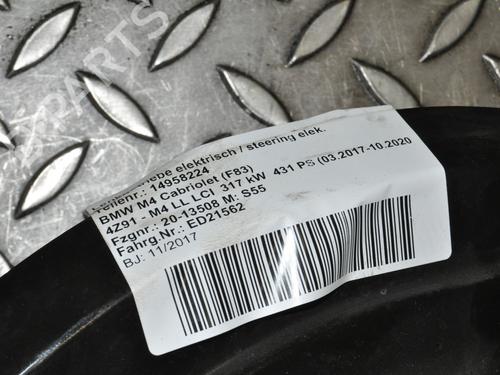 elektrisch / steering elek.
Teilenr.: 14958224
BMW M4 Cabriolet (F83)
4Z91 - M4 LL LCI 317 kW 431 PS (03.2017-10.2020
Fzgnr.: 20-13508 M: S55
Fahrg.Nr.: ED21562
BJ: 11/2017
PARTS